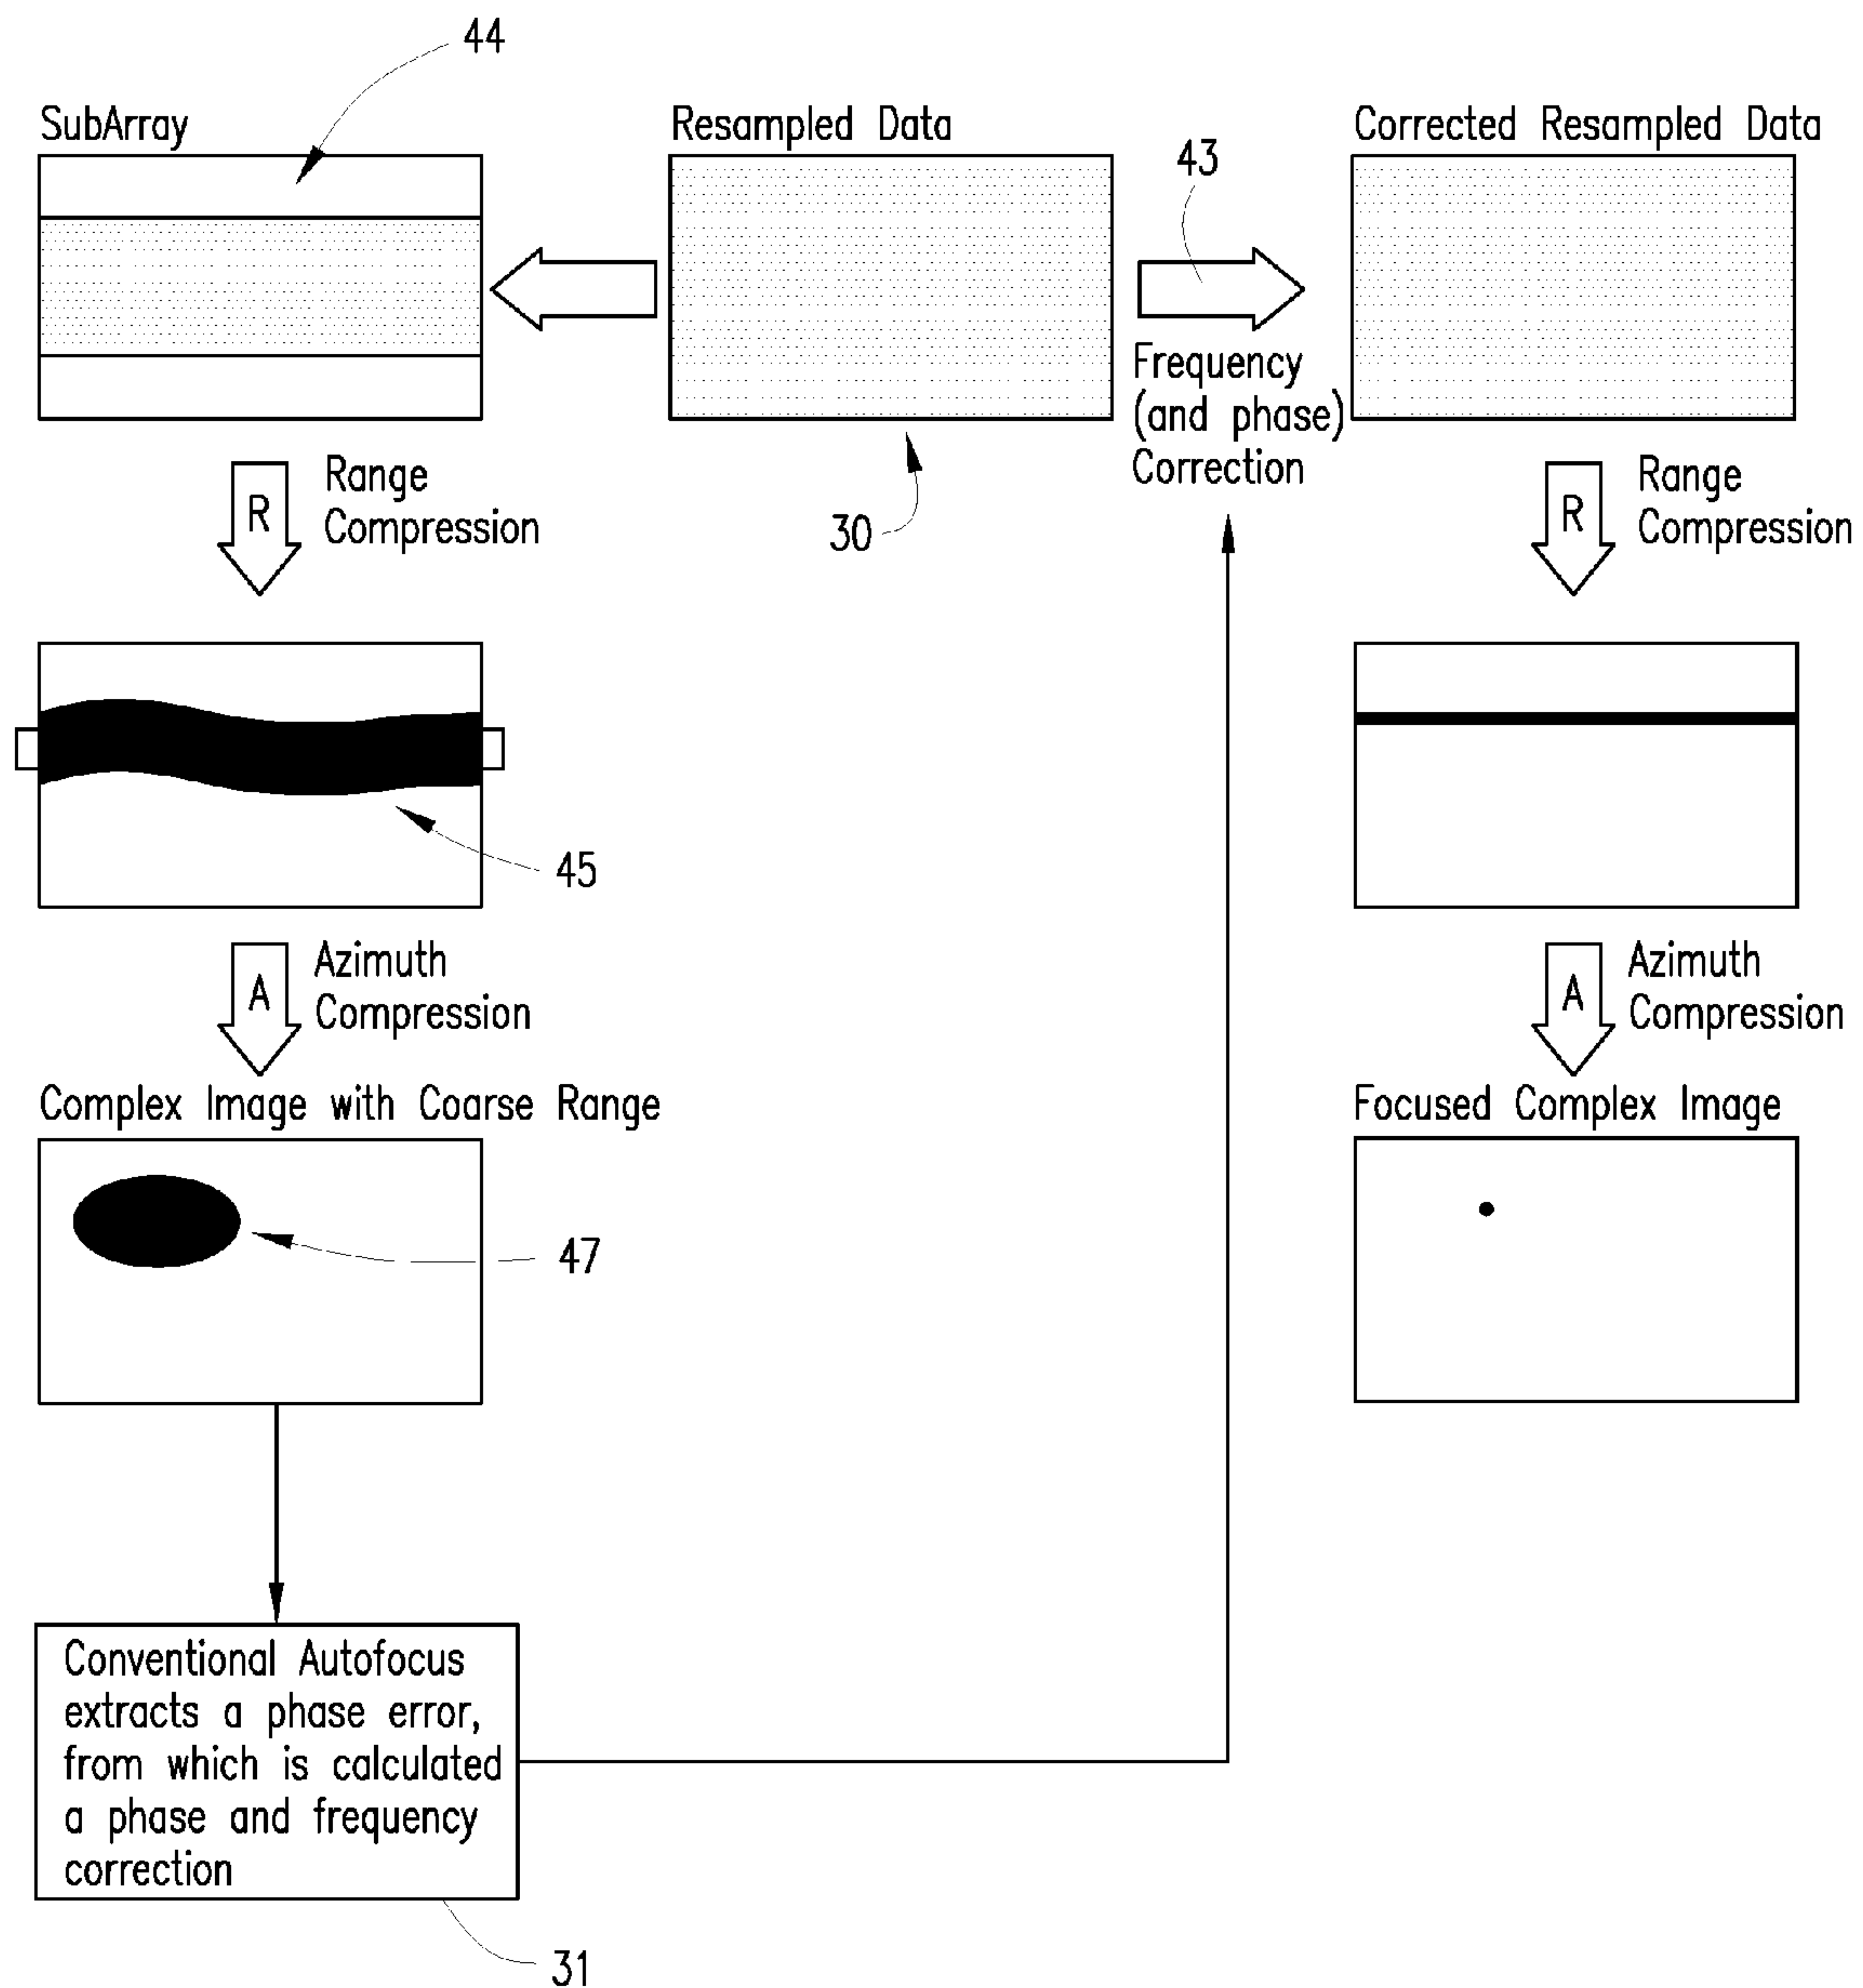 44
SubArray
Resampled Data
Corrected Resampled Data
43
Frequency
(and phase)
Correction
30
R
Range
Compression
R
Range
Compression
45
A
Azimuth
Compression
A
Azimuth
Compression
Complex Image with Coarse Range
Focused Complex Image
47
Conventional Autofocus
extracts a phase error,
from which is calculated
a phase and frequency
correction
31